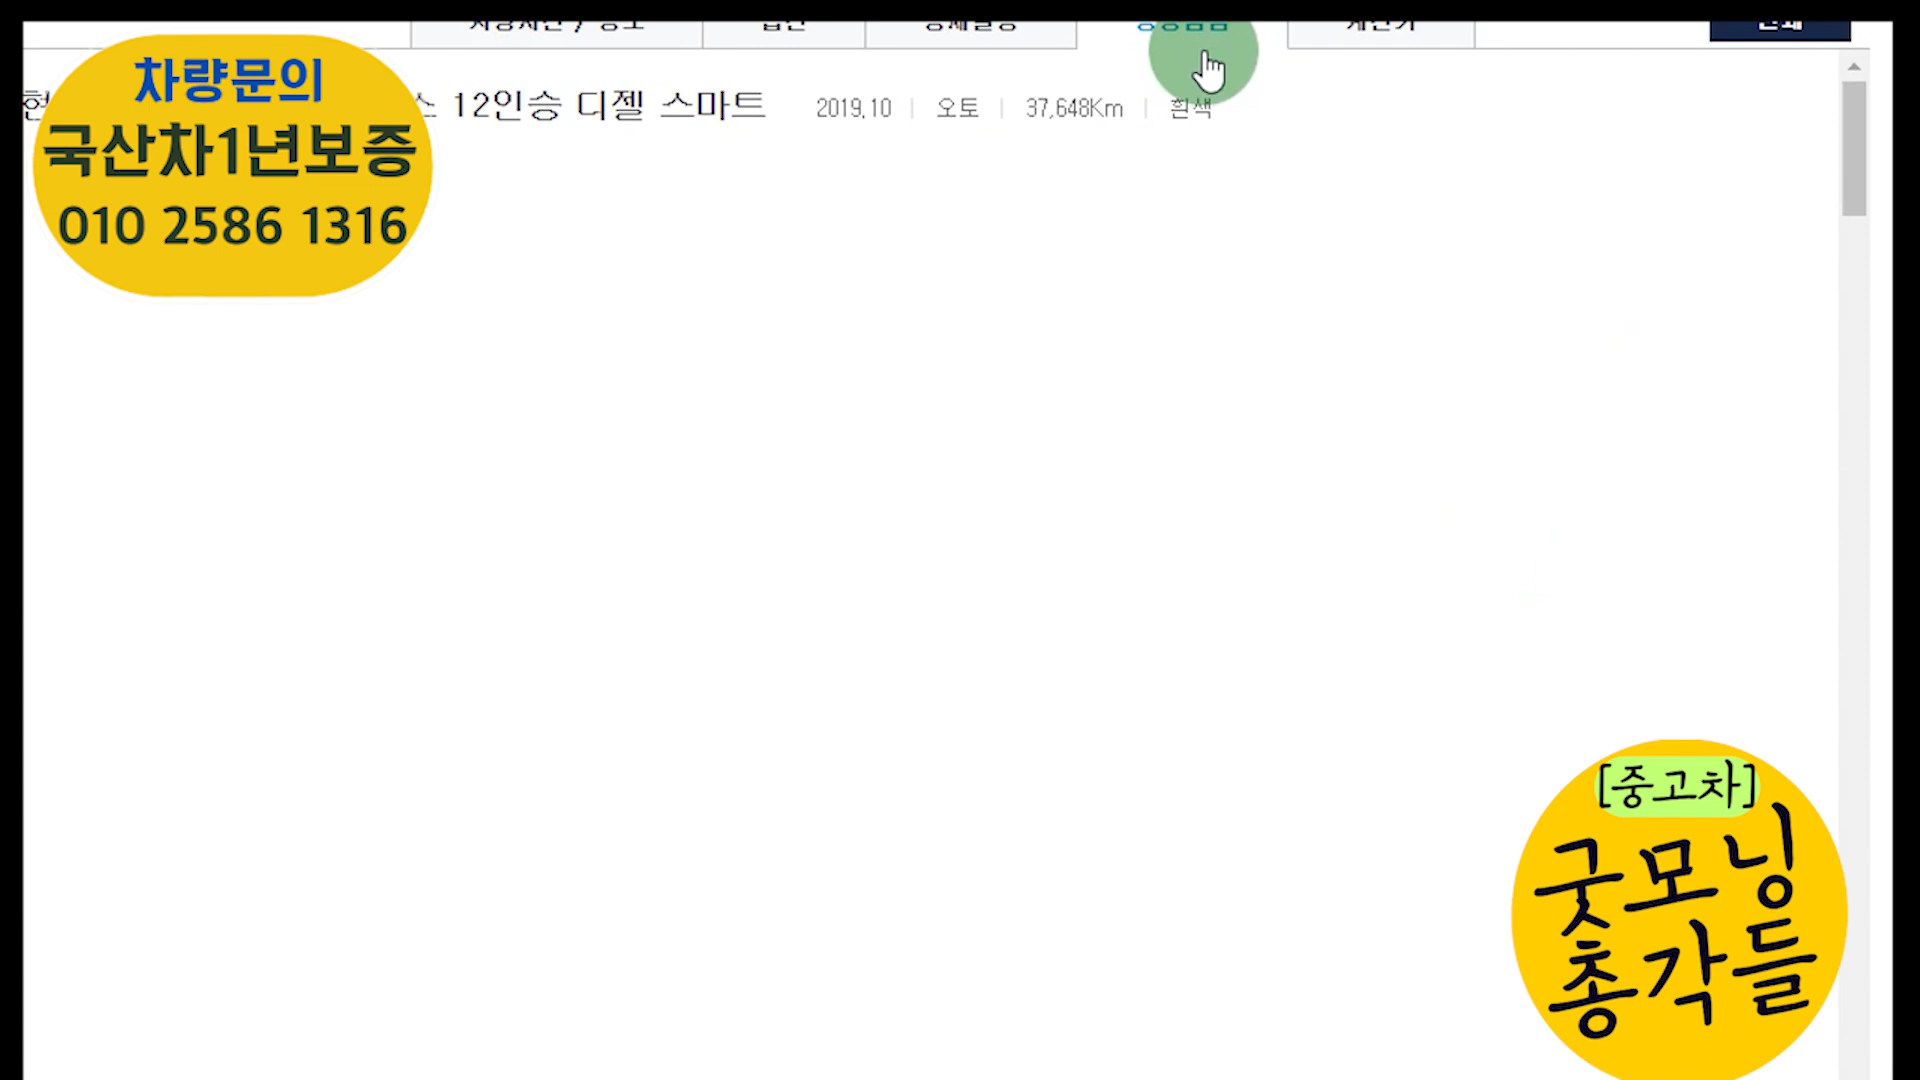 차량문의
국산차1년보증
010 2586 1316
12인승 디젤 스마트 2019.10 오토 37,648Km 흰색
[중고차]
굿모닝
총각들